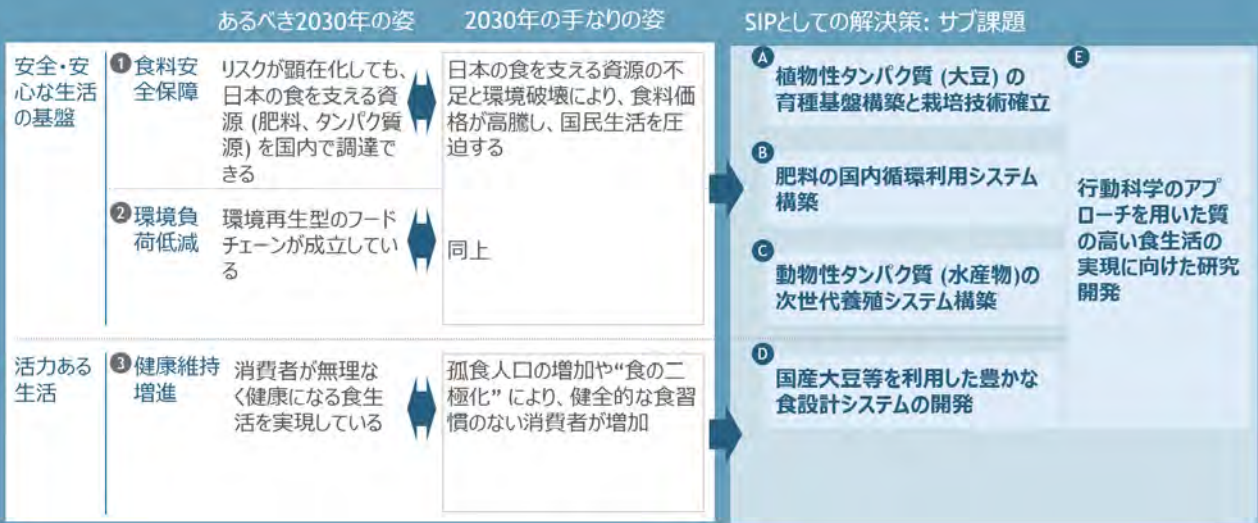 あるべき2030年の姿
2030年の手なりの姿
SIPとしての解決策: サブ課題
安全・安
心な生活
の基盤
❶食料安
全保障
リスクが顕在化しても、
日本の食を支える資
源 (肥料、タンパク質
源) を国内で調達で
きる
日本の食を支える資源の不
足と環境破壊により、食料価
格が高騰し、国民生活を圧
迫する
❷環境負
荷低減
環境再生型のフード
チェーンが成立してい
る
同上
活力ある
生活
❸健康維持
増進
消費者が無理な
く健康になる食生
活を実現している
孤食人口の増加や“食の二
極化” により、健全的な食習
慣のない消費者が増加
A
植物性タンパク質 (大豆) の
育種基盤構築と栽培技術確立
B
肥料の国内循環利用システム
構築
C
動物性タンパク質 (水産物)の
次世代養殖システム構築
D
国産大豆等を利用した豊かな
食設計システムの開発
E
行動科学のアプ
ローチを用いた質
の高い食生活の
実現に向けた研究
開発